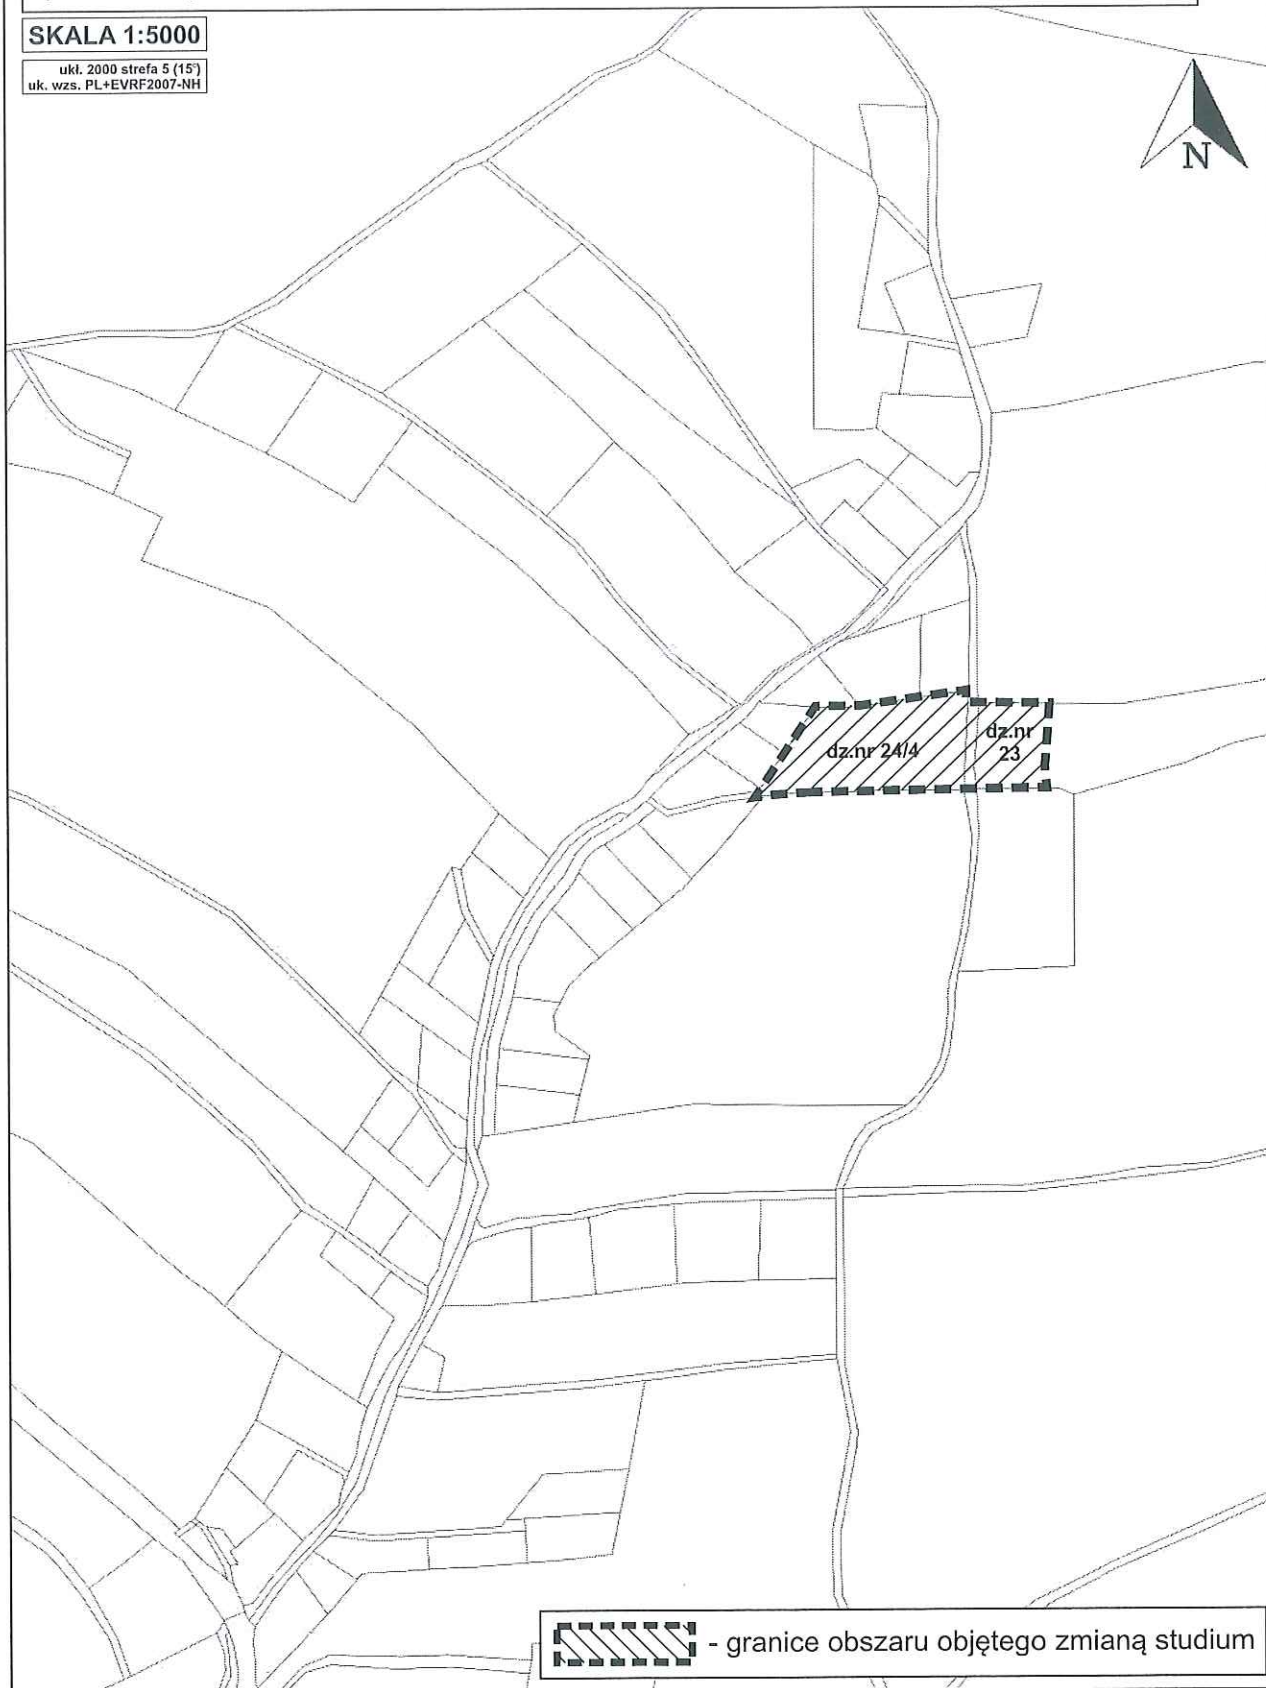 SKALA 1:5000
ukł. 2000 strefa 5 (15°)
uk. wzs. PL+EVRF2007-NH
N
dz.nr 24/4
dz.nr
23
- granice obszaru objętego zmianą studium